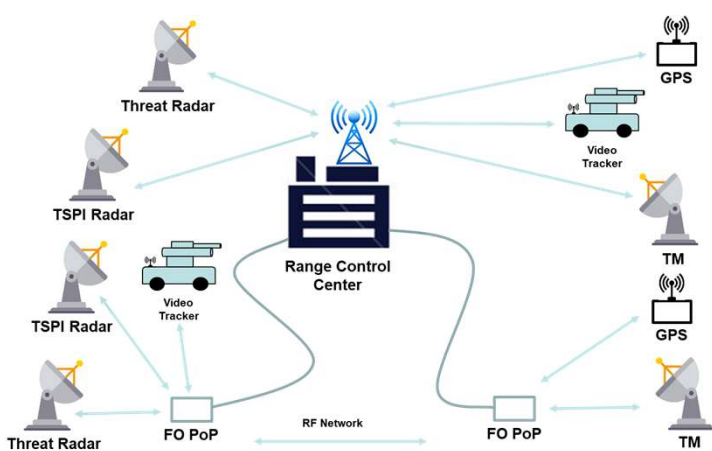 GPS
Threat Radar
Video
Tracker
TSPI Radar
TM
Range Control
Center
Video
Tracker
TSPI Radar
GPS
RF Network
Threat Radar
FO PoP
FO PoP
TM